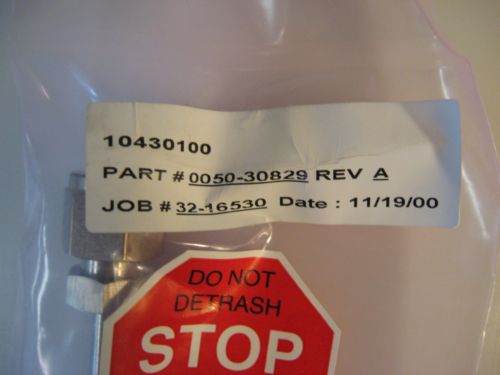 10430100
PART # 0050-30829 REV A
JOB # 32-16530 Date : 11/19/00
DO NOT
DETRASH
STOP